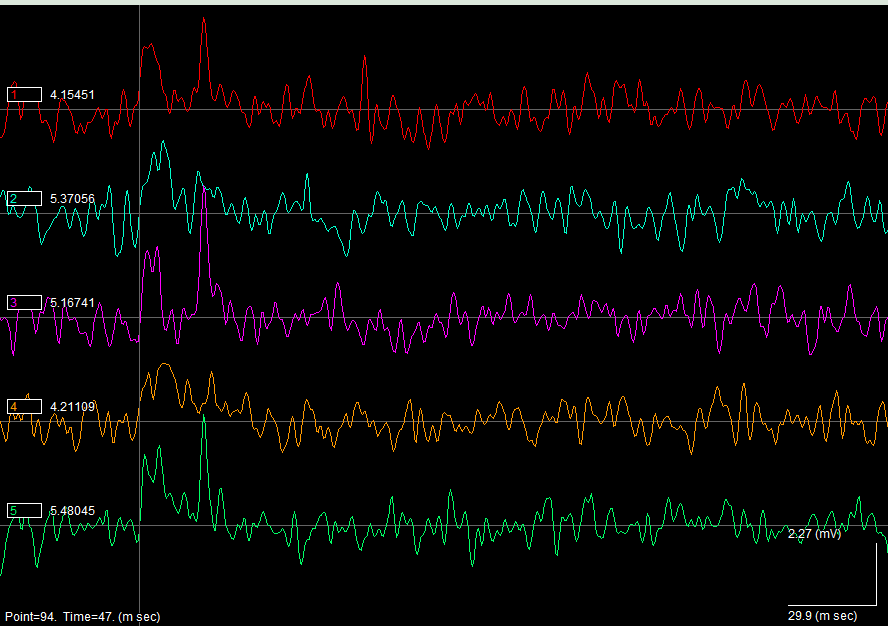 1 4.15451
2 5.37056
3 5.16741
4 4.21109
5 5.48045
2.27 (mV)
Point=94. Time=47. (m sec)
29.9 (m sec)